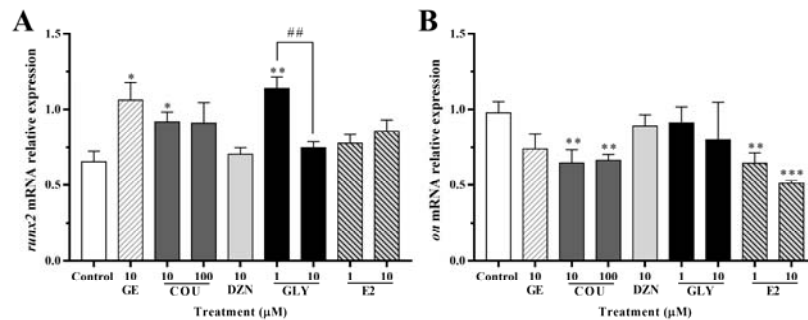 A
runx2 mRNA relative expression
1.5
1.0
0.5
0.0
*
*
**
##
Control 10 10 100 10 1 10 1 10
GE COU DZN GLY E2
Treatment (μM)
B
on mRNA relative expression
1.5
1.0
0.5
0.0
**
**
**
***
Control 10 10 100 10 1 10 1 10
GE COU DZN GLY E2
Treatment (μM)